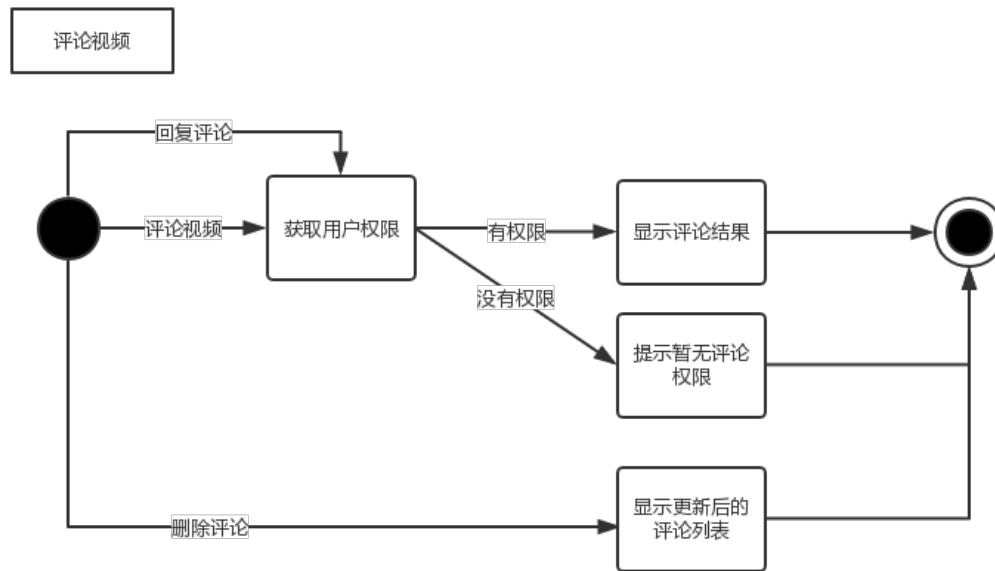 评论视频
回复评论
评论视频
获取用户权限
有权限
显示评论结果
没有权限
提示暂无评论
权限
删除评论
显示更新后的
评论列表